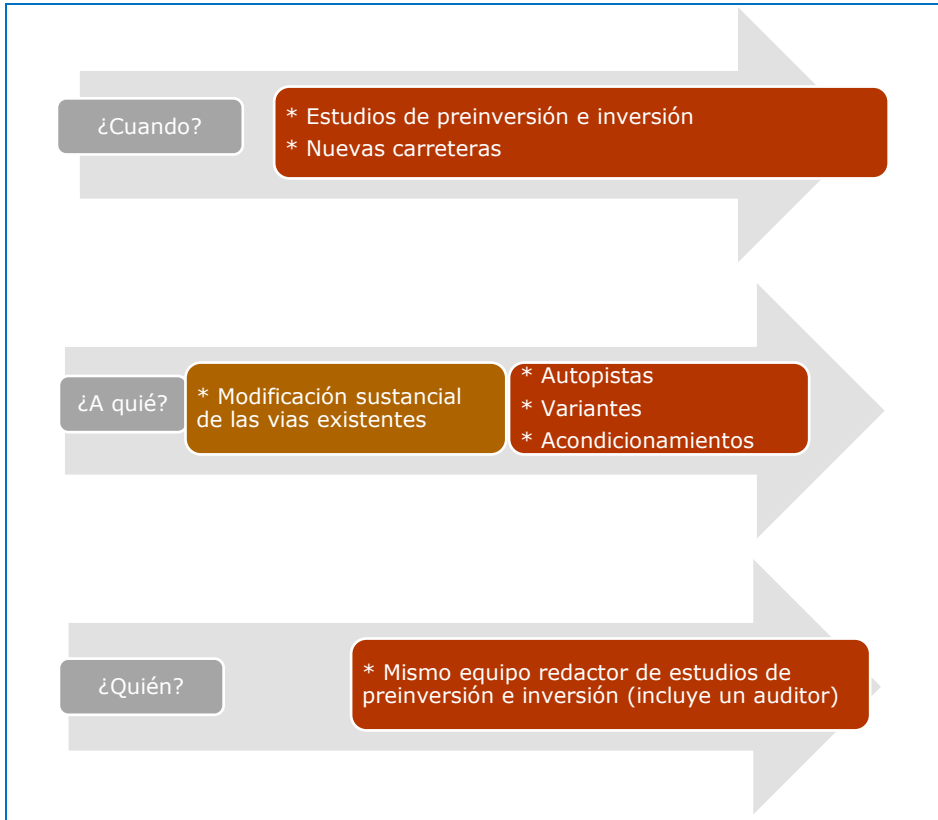 ¿Cuando?
* Estudios de preinversión e inversión
* Nuevas carreteras
¿A quié?
* Modificación sustancial
de las vias existentes
* Autopistas
* Variantes
* Acondicionamientos
¿Quién?
* Mismo equipo redactor de estudios de
preinversión e inversión (incluye un auditor)